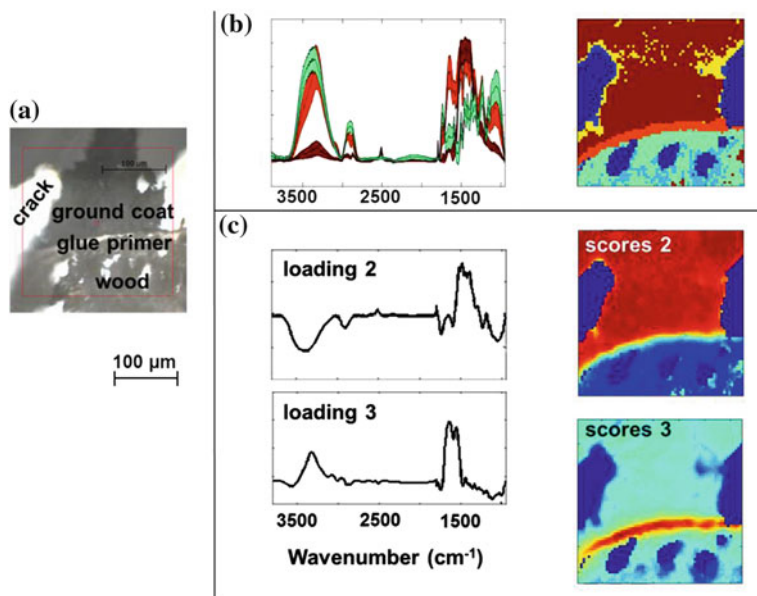 (a)
100 µm
crack
ground coat
glue primer
wood
100 µm
(b)
3500 2500 1500
(c)
loading 2
loading 3
3500 2500 1500
Wavenumber (cm-1)
scores 2
scores 3